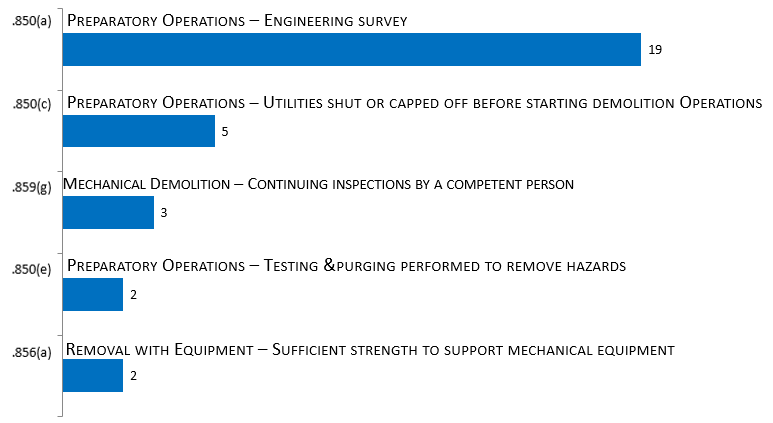 .850(a) Preparatory Operations – Engineering survey
19
.850(c) Preparatory Operations – Utilities shut or capped off before starting demolition Operations
5
.859(g) Mechanical Demolition – Continuing inspections by a competent person
3
.850(e) Preparatory Operations – Testing &purging performed to remove hazards
2
.856(a) Removal with Equipment – Sufficient strength to support mechanical equipment
2